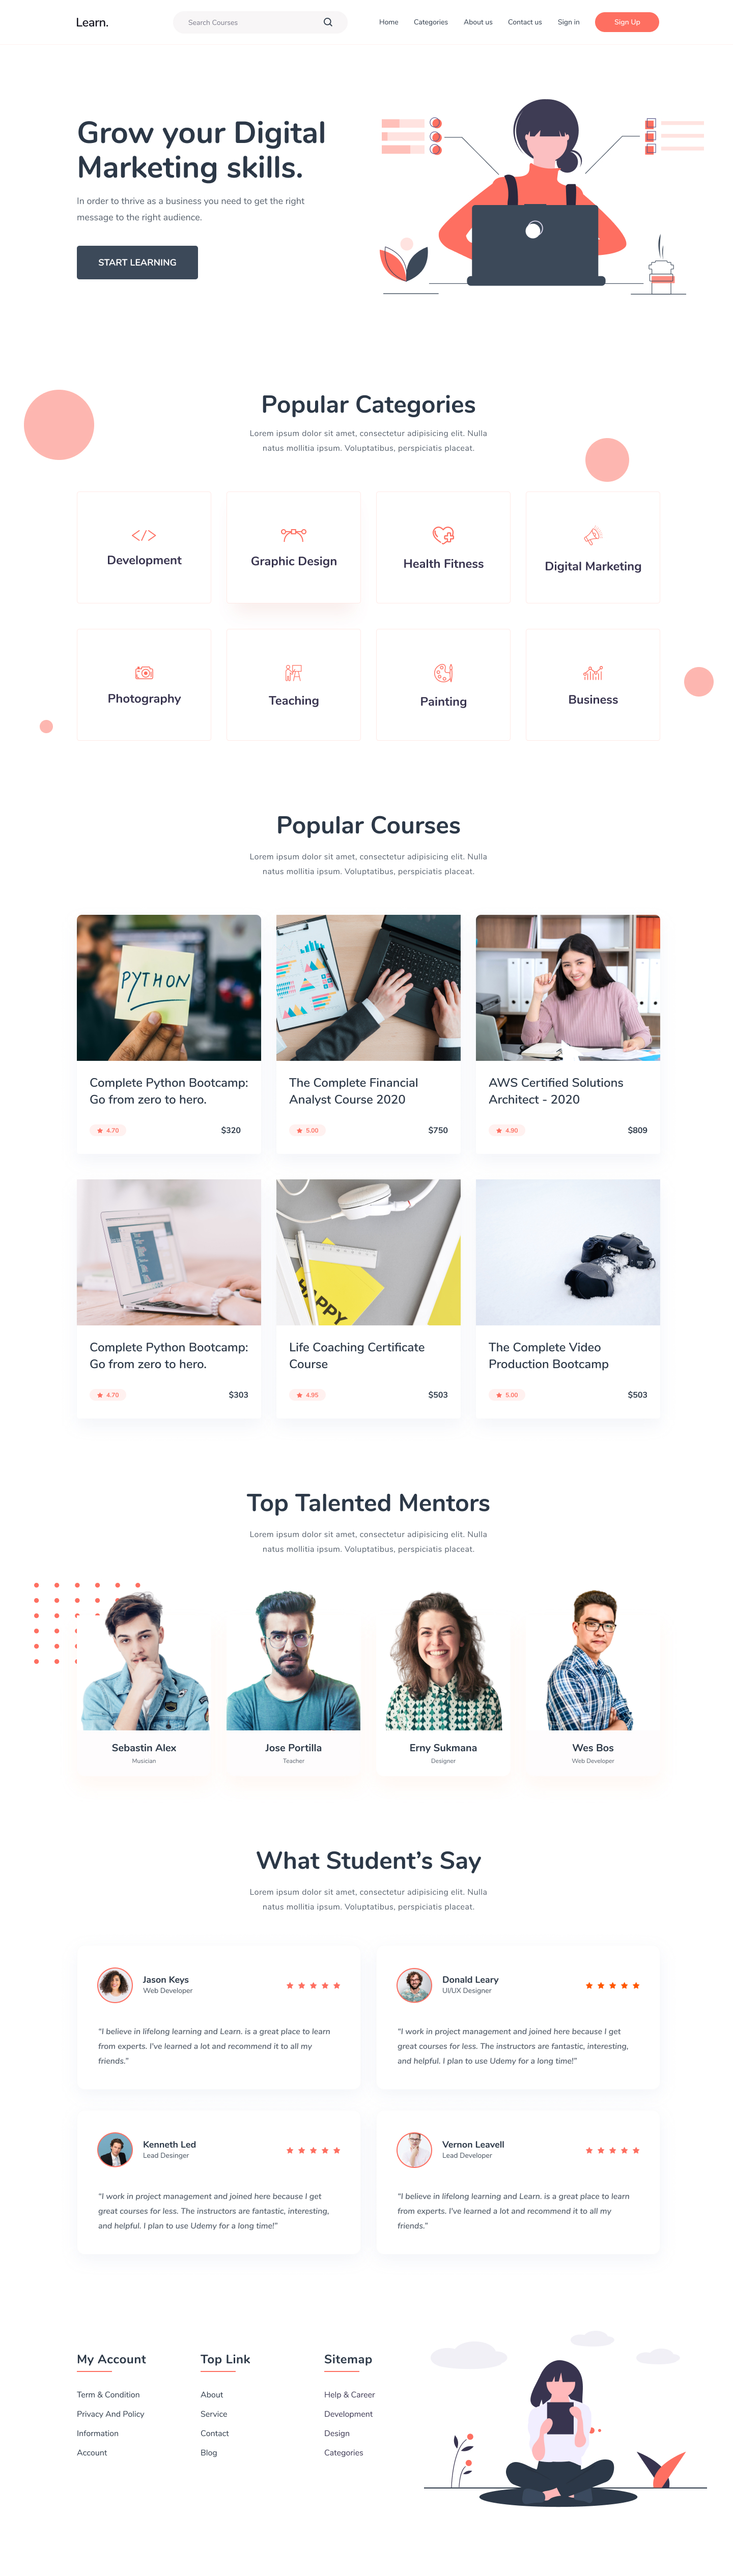 Learn.
Search Courses
Home
Categories
About us
Contact us
Sign in
Sign Up
Grow your Digital
Marketing skills.
In order to thrive as a business you need to get the right
message to the right audience.
START LEARNING
Popular Categories
Lorem ipsum dolor sit amet, consectetur adipisicing elit. Nulla
natus mollitia ipsum. Voluptatibus, perspiciatis placeat.
Development
Graphic Design
Health Fitness
Digital Marketing
Photography
Teaching
Painting
Business
Popular Courses
Lorem ipsum dolor sit amet, consectetur adipisicing elit. Nulla
natus mollitia ipsum. Voluptatibus, perspiciatis placeat.
PYTHON
Complete Python Bootcamp:
Go from zero to hero.
4.70
$320
The Complete Financial
Analyst Course 2020
5.00
$750
AWS Certified Solutions
Architect - 2020
4.90
$809
Complete Python Bootcamp:
Go from zero to hero.
4.70
$303
HAPPY
Life Coaching Certificate
Course
4.95
$503
The Complete Video
Production Bootcamp
5.00
$503
Top Talented Mentors
Lorem ipsum dolor sit amet, consectetur adipisicing elit. Nulla
natus mollitia ipsum. Voluptatibus, perspiciatis placeat.
Sebastin Alex
Musician
Jose Portilla
Teacher
Erny Sukmana
Designer
Wes Bos
Web Developer
What Student’s Say
Lorem ipsum dolor sit amet, consectetur adipisicing elit. Nulla
natus mollitia ipsum. Voluptatibus, perspiciatis placeat.
Jason Keys
Web Developer
“I believe in lifelong learning and Learn. is a great place to learn
from experts. I've learned a lot and recommend it to all my
friends.”
Donald Leary
UI/UX Designer
“I work in project management and joined here because I get
great courses for less. The instructors are fantastic, interesting,
and helpful. I plan to use Udemy for a long time!”
Kenneth Led
Lead Desinger
“I work in project management and joined here because I get
great courses for less. The instructors are fantastic, interesting,
and helpful. I plan to use Udemy for a long time!”
Vernon Leavell
Lead Developer
“I believe in lifelong learning and Learn. is a great place to learn
from experts. I've learned a lot and recommend it to all my
friends.”
My Account
Term & Condition
Privacy And Policy
Information
Account
Top Link
About
Service
Contact
Blog
Sitemap
Help & Career
Development
Design
Categories